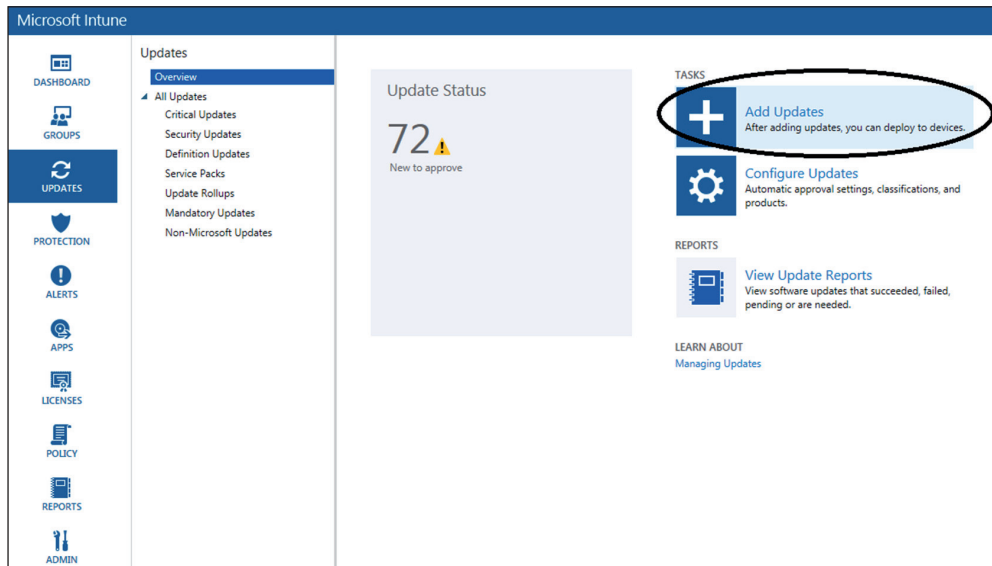 Microsoft Intune
DASHBOARD
GROUPS
UPDATES
PROTECTION
ALERTS
APPS
LICENSES
POLICY
REPORTS
ADMIN
Updates
Overview
All Updates
Critical Updates
Security Updates
Definition Updates
Service Packs
Update Rollups
Mandatory Updates
Non-Microsoft Updates
Update Status
72
New to approve
TASKS
Add Updates
After adding updates, you can deploy to devices.
Configure Updates
Automatic approval settings, classifications, and
products.
REPORTS
View Update Reports
View software updates that succeeded, failed,
pending or are needed.
LEARN ABOUT
Managing Updates